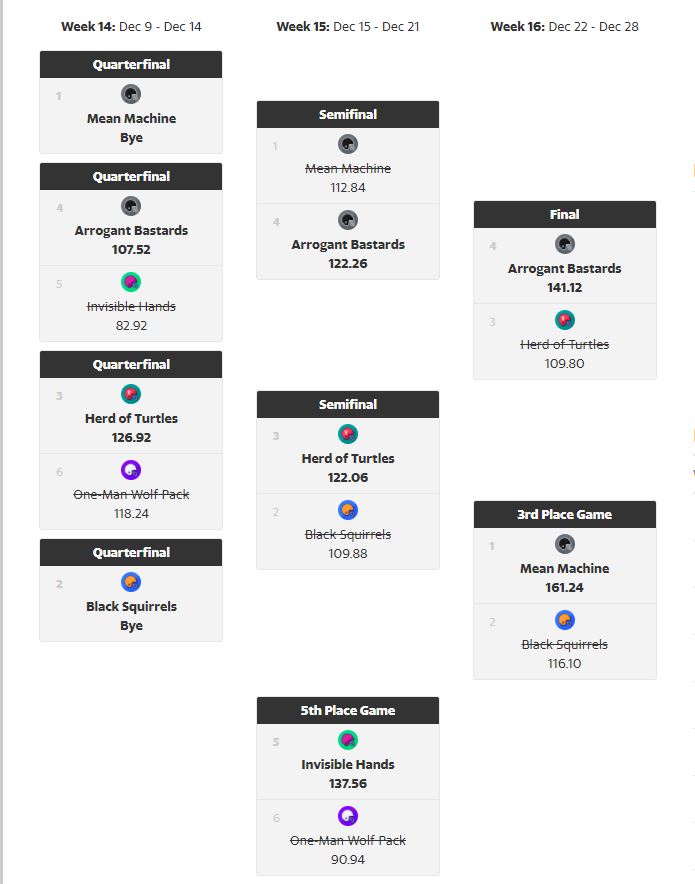 Week 14: Dec 9 - Dec 14
Quarterfinal
1
Mean Machine
Bye
Quarterfinal
4
Arrogant Bastards
107.52
5
Invisible Hands
82.92
Quarterfinal
3
Herd of Turtles
126.92
6
One-Man Wolf Pack
118.24
Quarterfinal
2
Black Squirrels
Bye
Week 15: Dec 15 - Dec 21
Semifinal
1
Mean Machine
112.84
4
Arrogant Bastards
122.26
Semifinal
3
Herd of Turtles
122.06
2
Black Squirrels
109.88
5th Place Game
5
Invisible Hands
137.56
6
One-Man Wolf Pack
90.94
Week 16: Dec 22 - Dec 28
Final
4
Arrogant Bastards
141.12
3
Herd of Turtles
109.80
3rd Place Game
1
Mean Machine
161.24
2
Black Squirrels
116.10